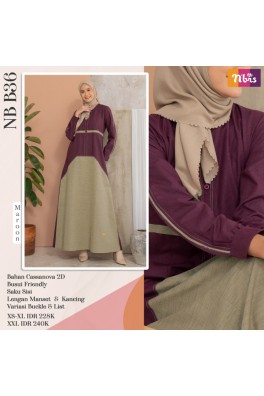 Nbrs
NB B36
Maroon
Bahan Cassanova 2D
Busui Friendly
Saku Sisi
Lengan Manset & Kancing
Variasi Buckle & List
XS-XL IDR 228K
XXL IDR 240K